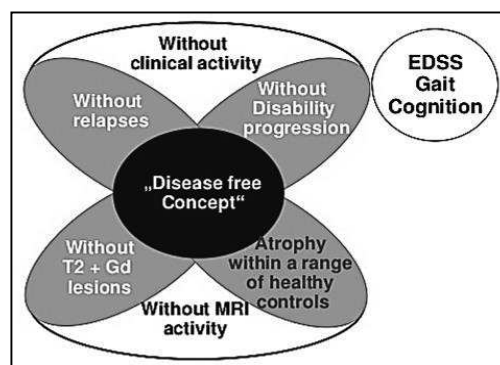 Without
clinical activity
EDSS
Gait
Cognition
Without
relapses
Without
Disability
progression
„Disease free
Concept“
Without
T2 + Gd
lesions
Atrophy
within a range
of healthy
controls
Without MRI
activity